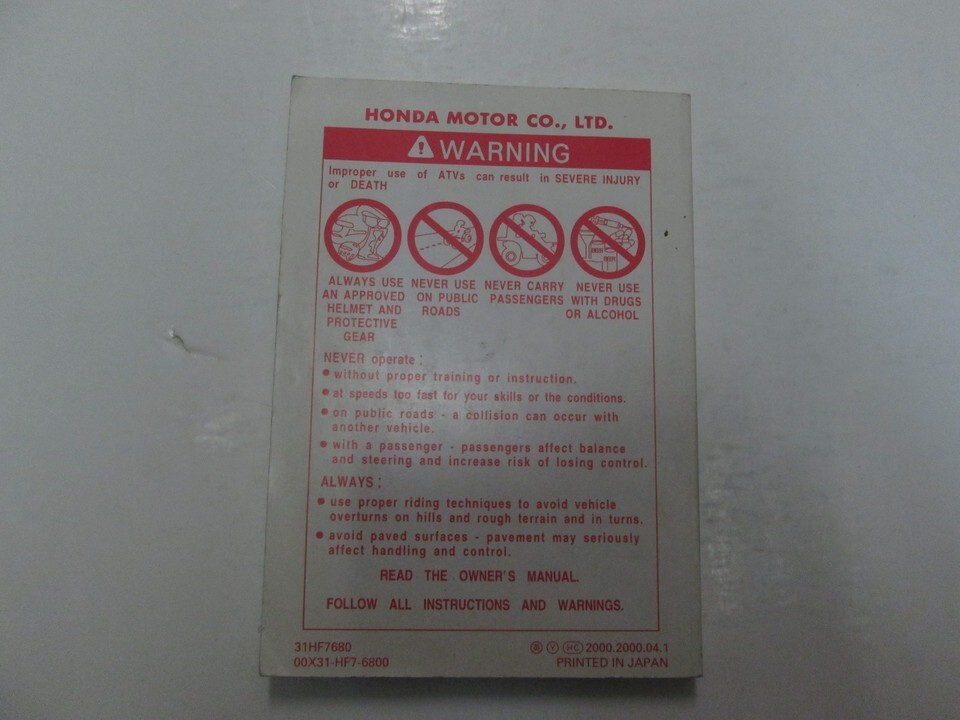 HONDA MOTOR CO., LTD.
WARNING
Improper use of ATVs can result in SEVERE INJURY
or DEATH
ALWAYS USE
AN APPROVED
HELMET AND
PROTECTIVE
GEAR
NEVER USE
ON PUBLIC
ROADS
NEVER CARRY
PASSENGERS
NEVER USE
WITH DRUGS
OR ALCOHOL
NEVER operate:
• without proper training or instruction.
• at speeds too fast for your skills or the conditions.
• on public roads - a collision can occur with
another vehicle.
• with a passenger - passengers affect balance
and steering and increase risk of losing control.
ALWAYS:
• use proper riding techniques to avoid vehicle
overturns on hills and rough terrain and in turns.
• avoid paved surfaces - pavement may seriously
affect handling and control.
READ THE OWNER'S MANUAL.
FOLLOW ALL INSTRUCTIONS AND WARNINGS.
31HF7680
00X31-HF7-6800
Y HC 2000.2000.04.1
PRINTED IN JAPAN